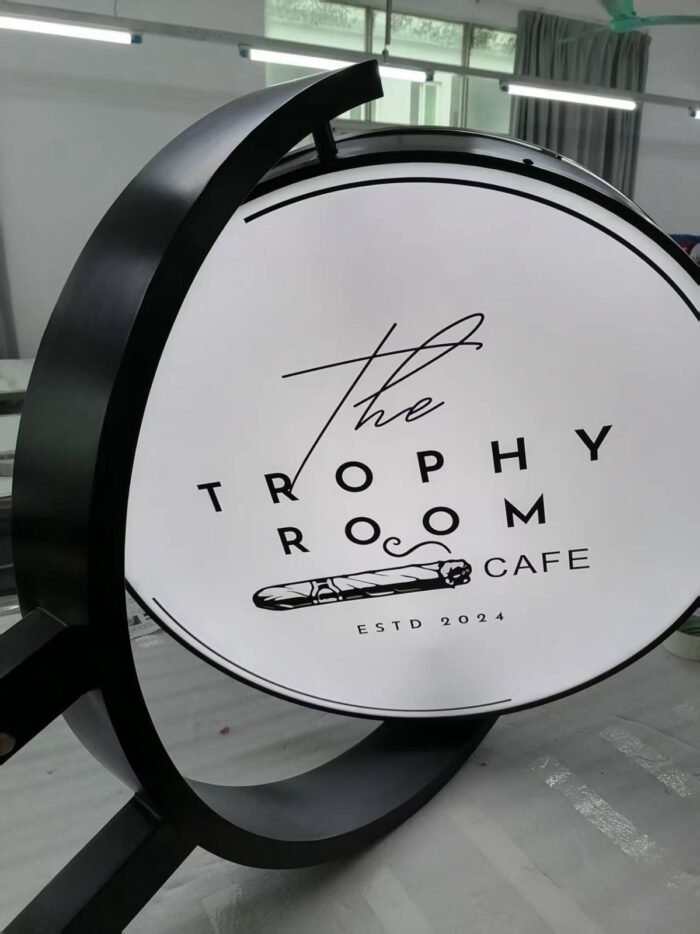 The
TROPHY
ROOM
CAFE
ESTD 2024